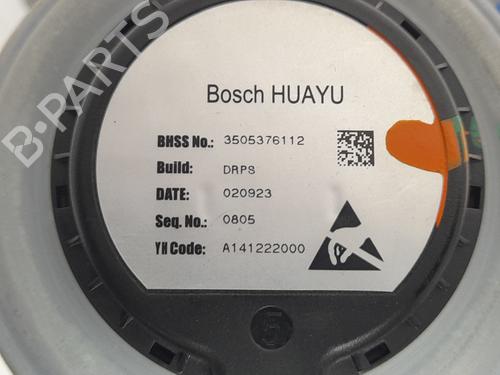 B-PARTS
Bosch HUAYU
BHSS No.: 3505376112
Build: DRPS
DATE: 020923
Seq. No.: 0805
YH Code: A141222000
5